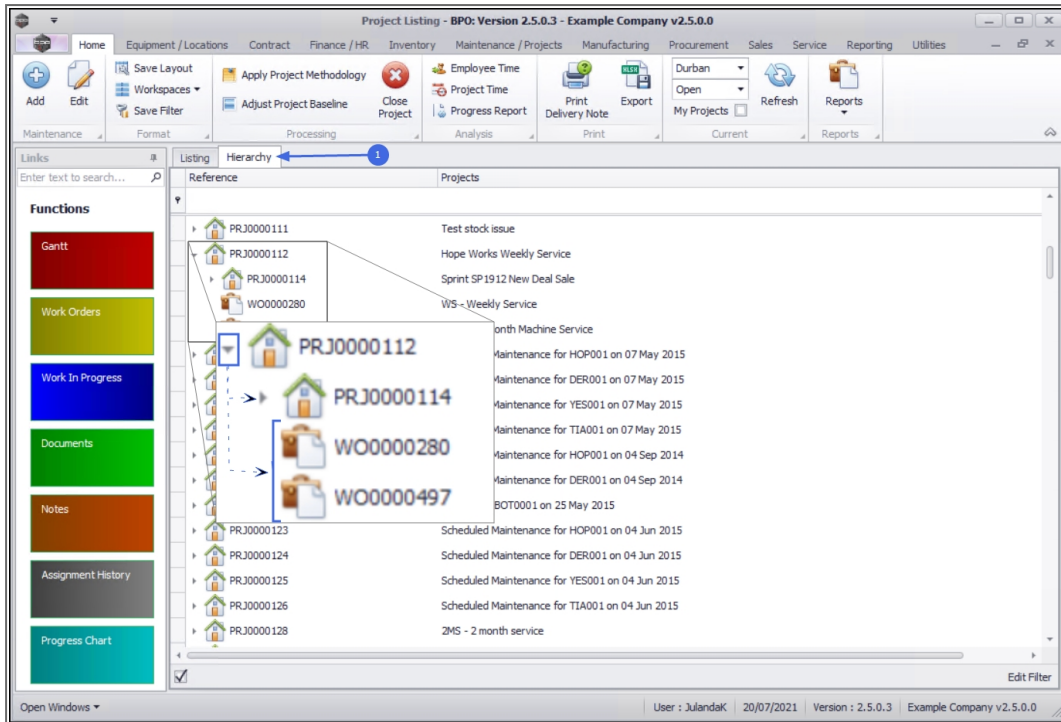 Project Listing - BPO: Version 2.5.0.3 - Example Company v2.5.0.0
Home Equipment / Locations Contract Finance / HR Inventory Maintenance / Projects Manufacturing Procurement Sales Service Reporting Utilities
Add
Edit
Maintenance
Save Layout
Workspaces
Save Filter
Format
Apply Project Methodology
Adjust Project Baseline
Close Project
Processing
Employee Time
Project Time
Progress Report
Analysis
Print Delivery Note
Export
Print
Durban
Open
My Projects
Refresh
Current
Reports
Reports
Links
Enter text to search...
Functions
Gantt
Work Orders
Work In Progress
Documents
Notes
Assignment History
Progress Chart
Listing Hierarchy 1
Reference Projects
PRJ0000111 Test stock issue
PRJ0000112 Hope Works Weekly Service
PRJ0000114 Sprint SP1912 New Deal Sale
WO0000280 WS - Weekly Service
onth Machine Service
Maintenance for HOP001 on 07 May 2015
Maintenance for DER001 on 07 May 2015
Maintenance for YES001 on 07 May 2015
Maintenance for TIA001 on 07 May 2015
Maintenance for HOP001 on 04 Sep 2014
Maintenance for DER001 on 04 Sep 2014
BOT0001 on 25 May 2015
PRJ0000112
PRJ0000114
WO0000280
WO0000497
PRJ0000123 Scheduled Maintenance for HOP001 on 04 Jun 2015
PRJ0000124 Scheduled Maintenance for DER001 on 04 Jun 2015
PRJ0000125 Scheduled Maintenance for YES001 on 04 Jun 2015
PRJ0000126 Scheduled Maintenance for TIA001 on 04 Jun 2015
PRJ0000128 2MS - 2 month service
Edit Filter
Open Windows
User : JulandaK 20/07/2021 Version : 2.5.0.3 Example Company v2.5.0.0